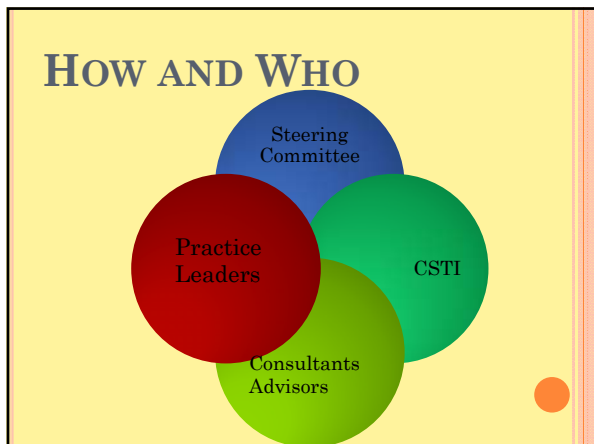 HOW AND WHO
Steering
Committee
Practice
Leaders
CSTI
Consultants
Advisors